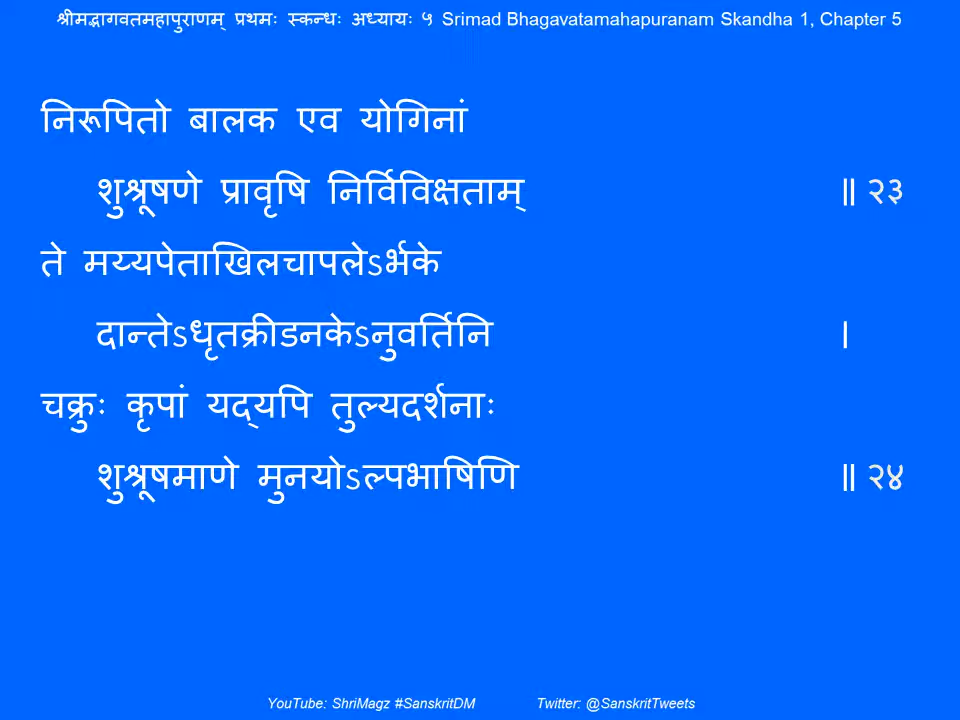 श्रीमद्भागवतमहापुराणम् प्रथमः स्कन्धः अध्यायः ५ Srimad Bhagavatamahapuranam Skandha 1, Chapter 5
निरूपितो बालक एव योगिनां
शुश्रूषणे प्रावृषि निर्विविक्षताम् ॥ २३
ते मय्यपेताखिलचापलेऽर्भके
दान्तेऽधृतक्रीडनकेऽनुवर्तिनि ।
चक्रुः कृपां यद्यपि तुल्यदर्शनाः
शुश्रूषमाणे मुनयोऽल्पभाषिणि ॥ २४
YouTube: ShriMagz #SanskritDM Twitter: @SanskritTweets